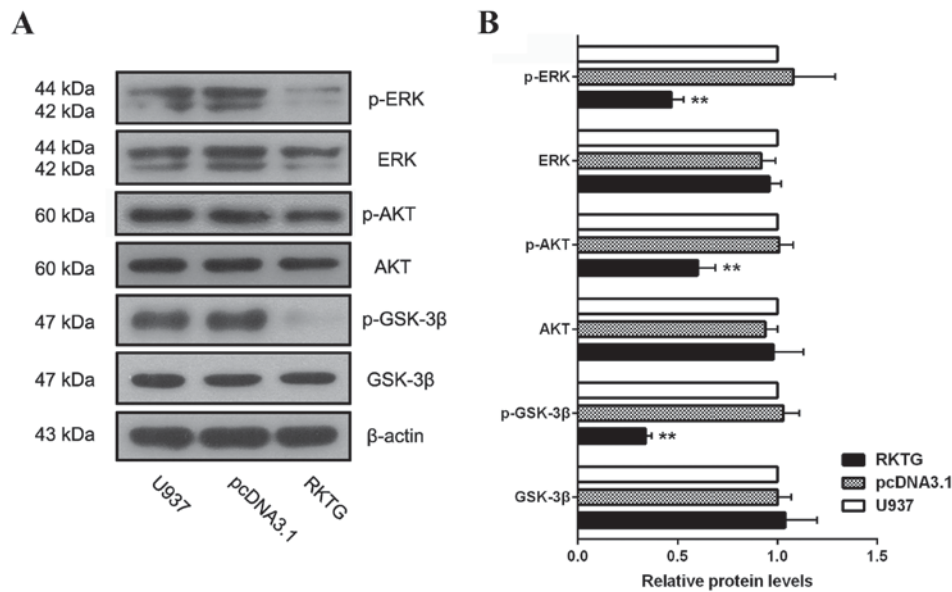 A
44 kDa
42 kDa
p-ERK
44 kDa
42 kDa
ERK
60 kDa
p-AKT
60 kDa
AKT
47 kDa
p-GSK-3β
47 kDa
GSK-3β
43 kDa
β-actin
U937
pcDNA3.1
RKTG
B
p-ERK
**
ERK
p-AKT
**
AKT
p-GSK-3β
**
GSK-3β
RKTG
pcDNA3.1
U937
0.0 0.5 1.0 1.5
Relative protein levels